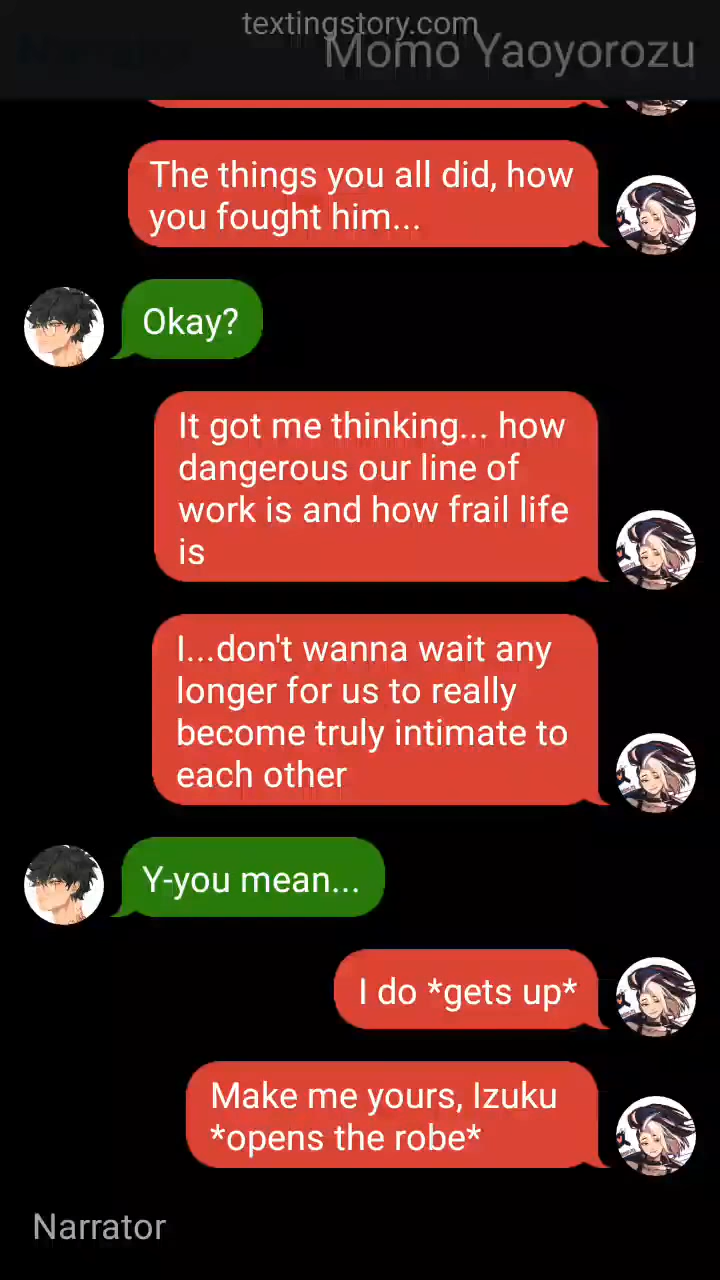 textingstory.com
Momo Yaoyorozu
The things you all did, how
you fought him...
Okay?
It got me thinking... how
dangerous our line of
work is and how frail life
is
I...don't wanna wait any
longer for us to really
become truly intimate to
each other
Y-you mean...
I do *gets up*
Make me yours, Izuku
*opens the robe*
Narrator